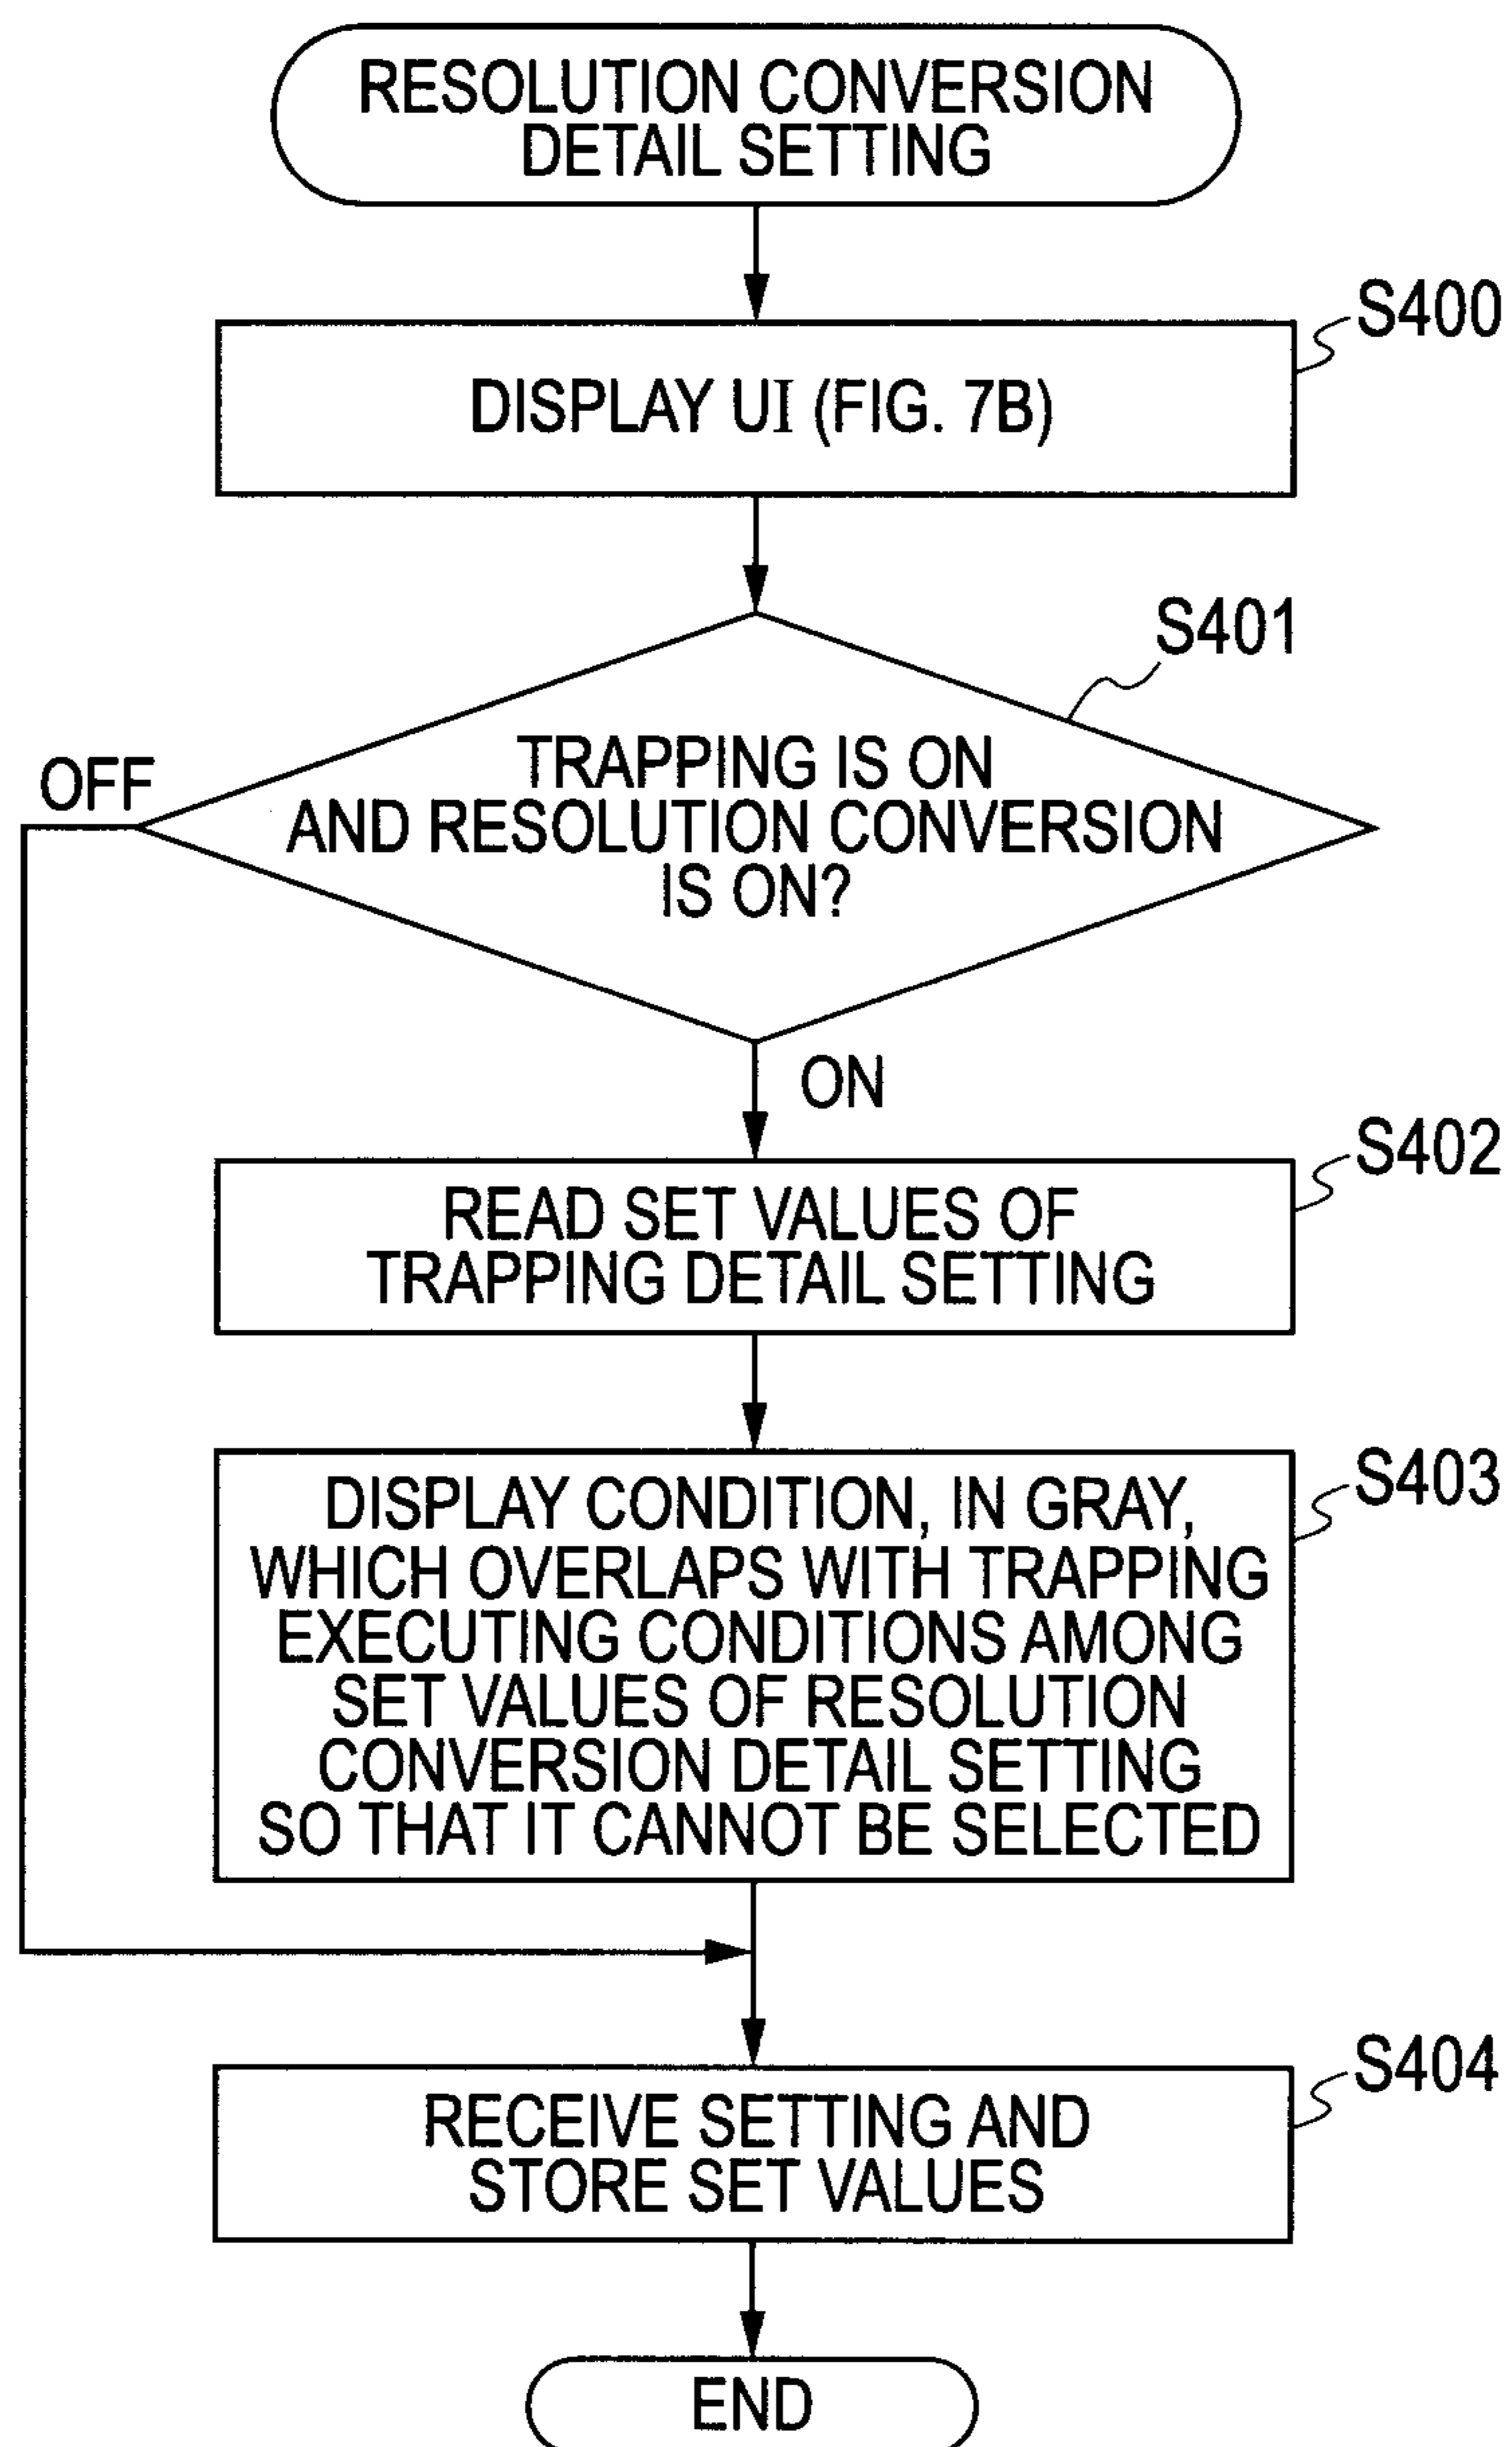 RESOLUTION CONVERSION
DETAIL SETTING
S400
DISPLAY UI (FIG. 7B)
S401
TRAPPING IS ON
AND RESOLUTION CONVERSION
IS ON?
OFF
ON
S402
READ SET VALUES OF
TRAPPING DETAIL SETTING
S403
DISPLAY CONDITION, IN GRAY,
WHICH OVERLAPS WITH TRAPPING
EXECUTING CONDITIONS AMONG
SET VALUES OF RESOLUTION
CONVERSION DETAIL SETTING
SO THAT IT CANNOT BE SELECTED
S404
RECEIVE SETTING AND
STORE SET VALUES
END